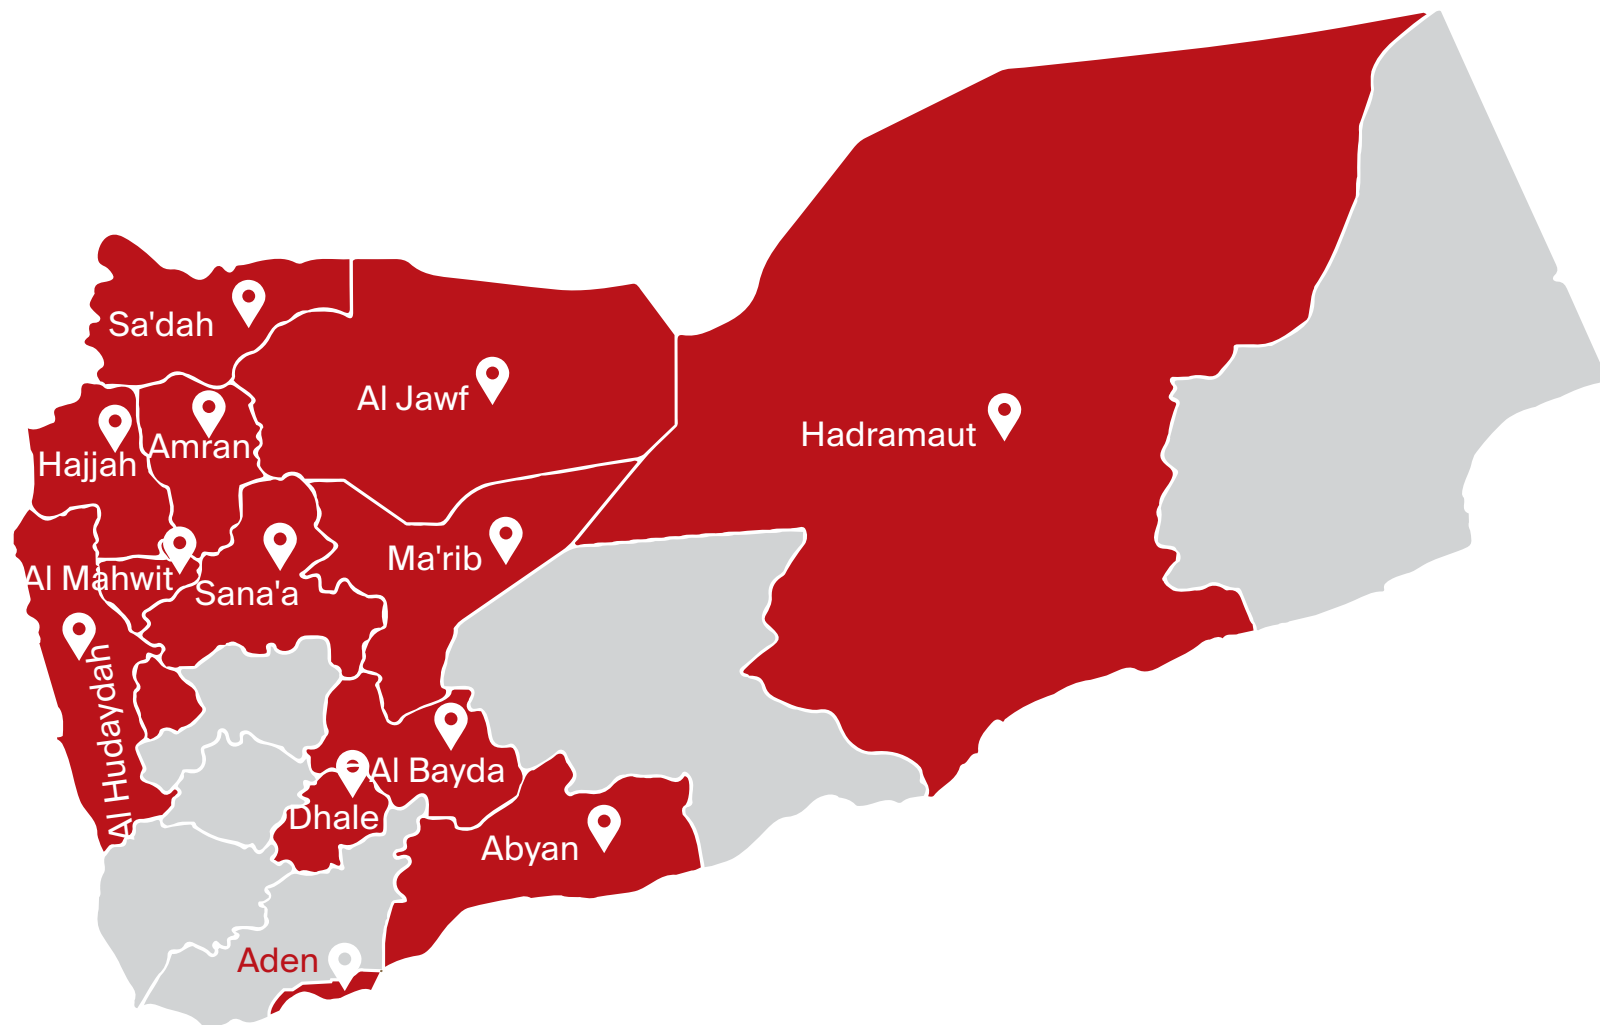 Sa'dah
Al Jawf
Hadramaut
Hajjah
Amran
Ma'rib
Al Mahwit
Sana'a
Al Hudaydah
Al Bayda
Dhale
Abyan
Aden